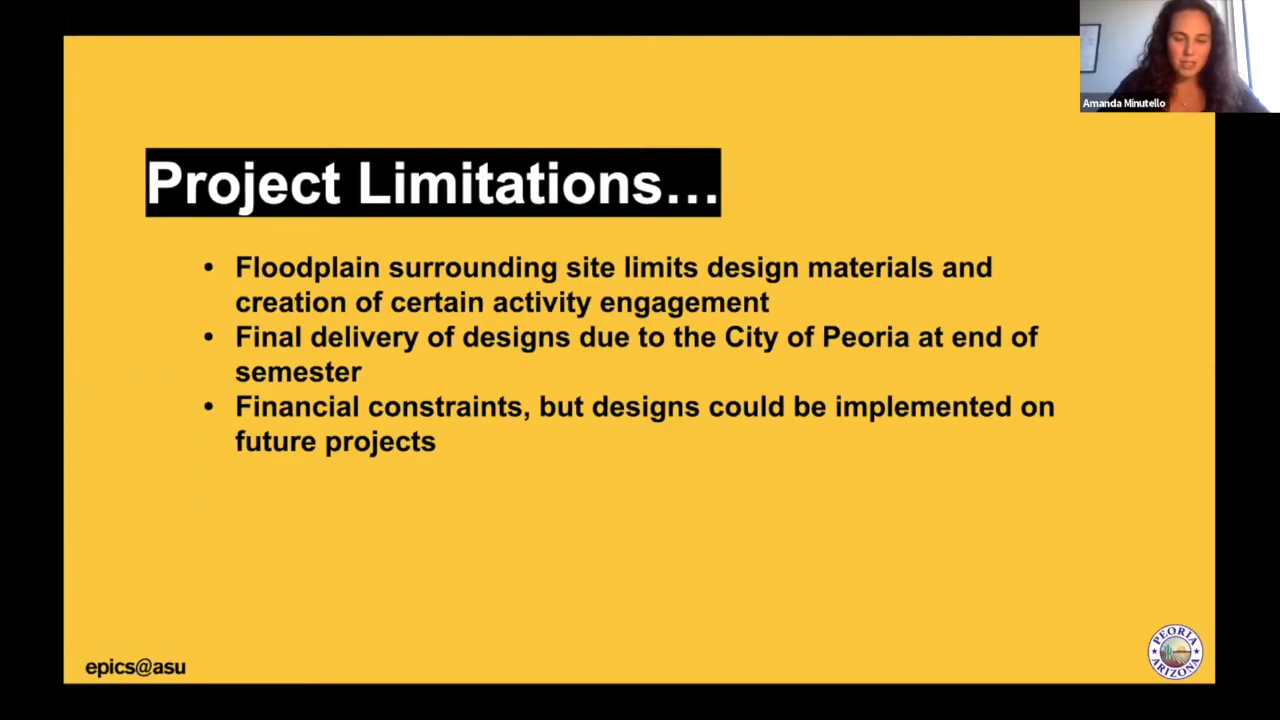 Amanda Minutello
Project Limitations...
• Floodplain surrounding site limits design materials and
creation of certain activity engagement
• Final delivery of designs due to the City of Peoria at end of
semester
• Financial constraints, but designs could be implemented on
future projects
epics@asu
PEORIA
ARIZONA